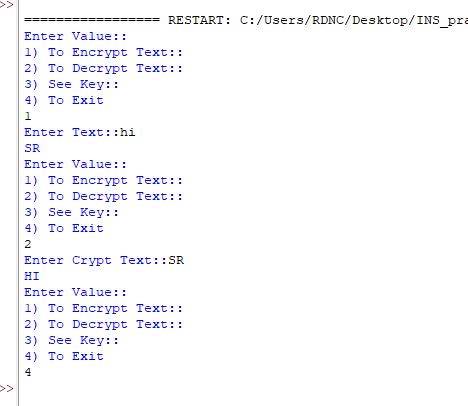 >>
================= RESTART: C:/Users/RDNC/Desktop/INS_pra
Enter Value::
1) To Encrypt Text::
2) To Decrypt Text::
3) See Key::
4) To Exit
1
Enter Text::hi
SR
Enter Value::
1) To Encrypt Text::
2) To Decrypt Text::
3) See Key::
4) To Exit
2
Enter Crypt Text::SR
HI
Enter Value::
1) To Encrypt Text::
2) To Decrypt Text::
3) See Key::
4) To Exit
4
>>